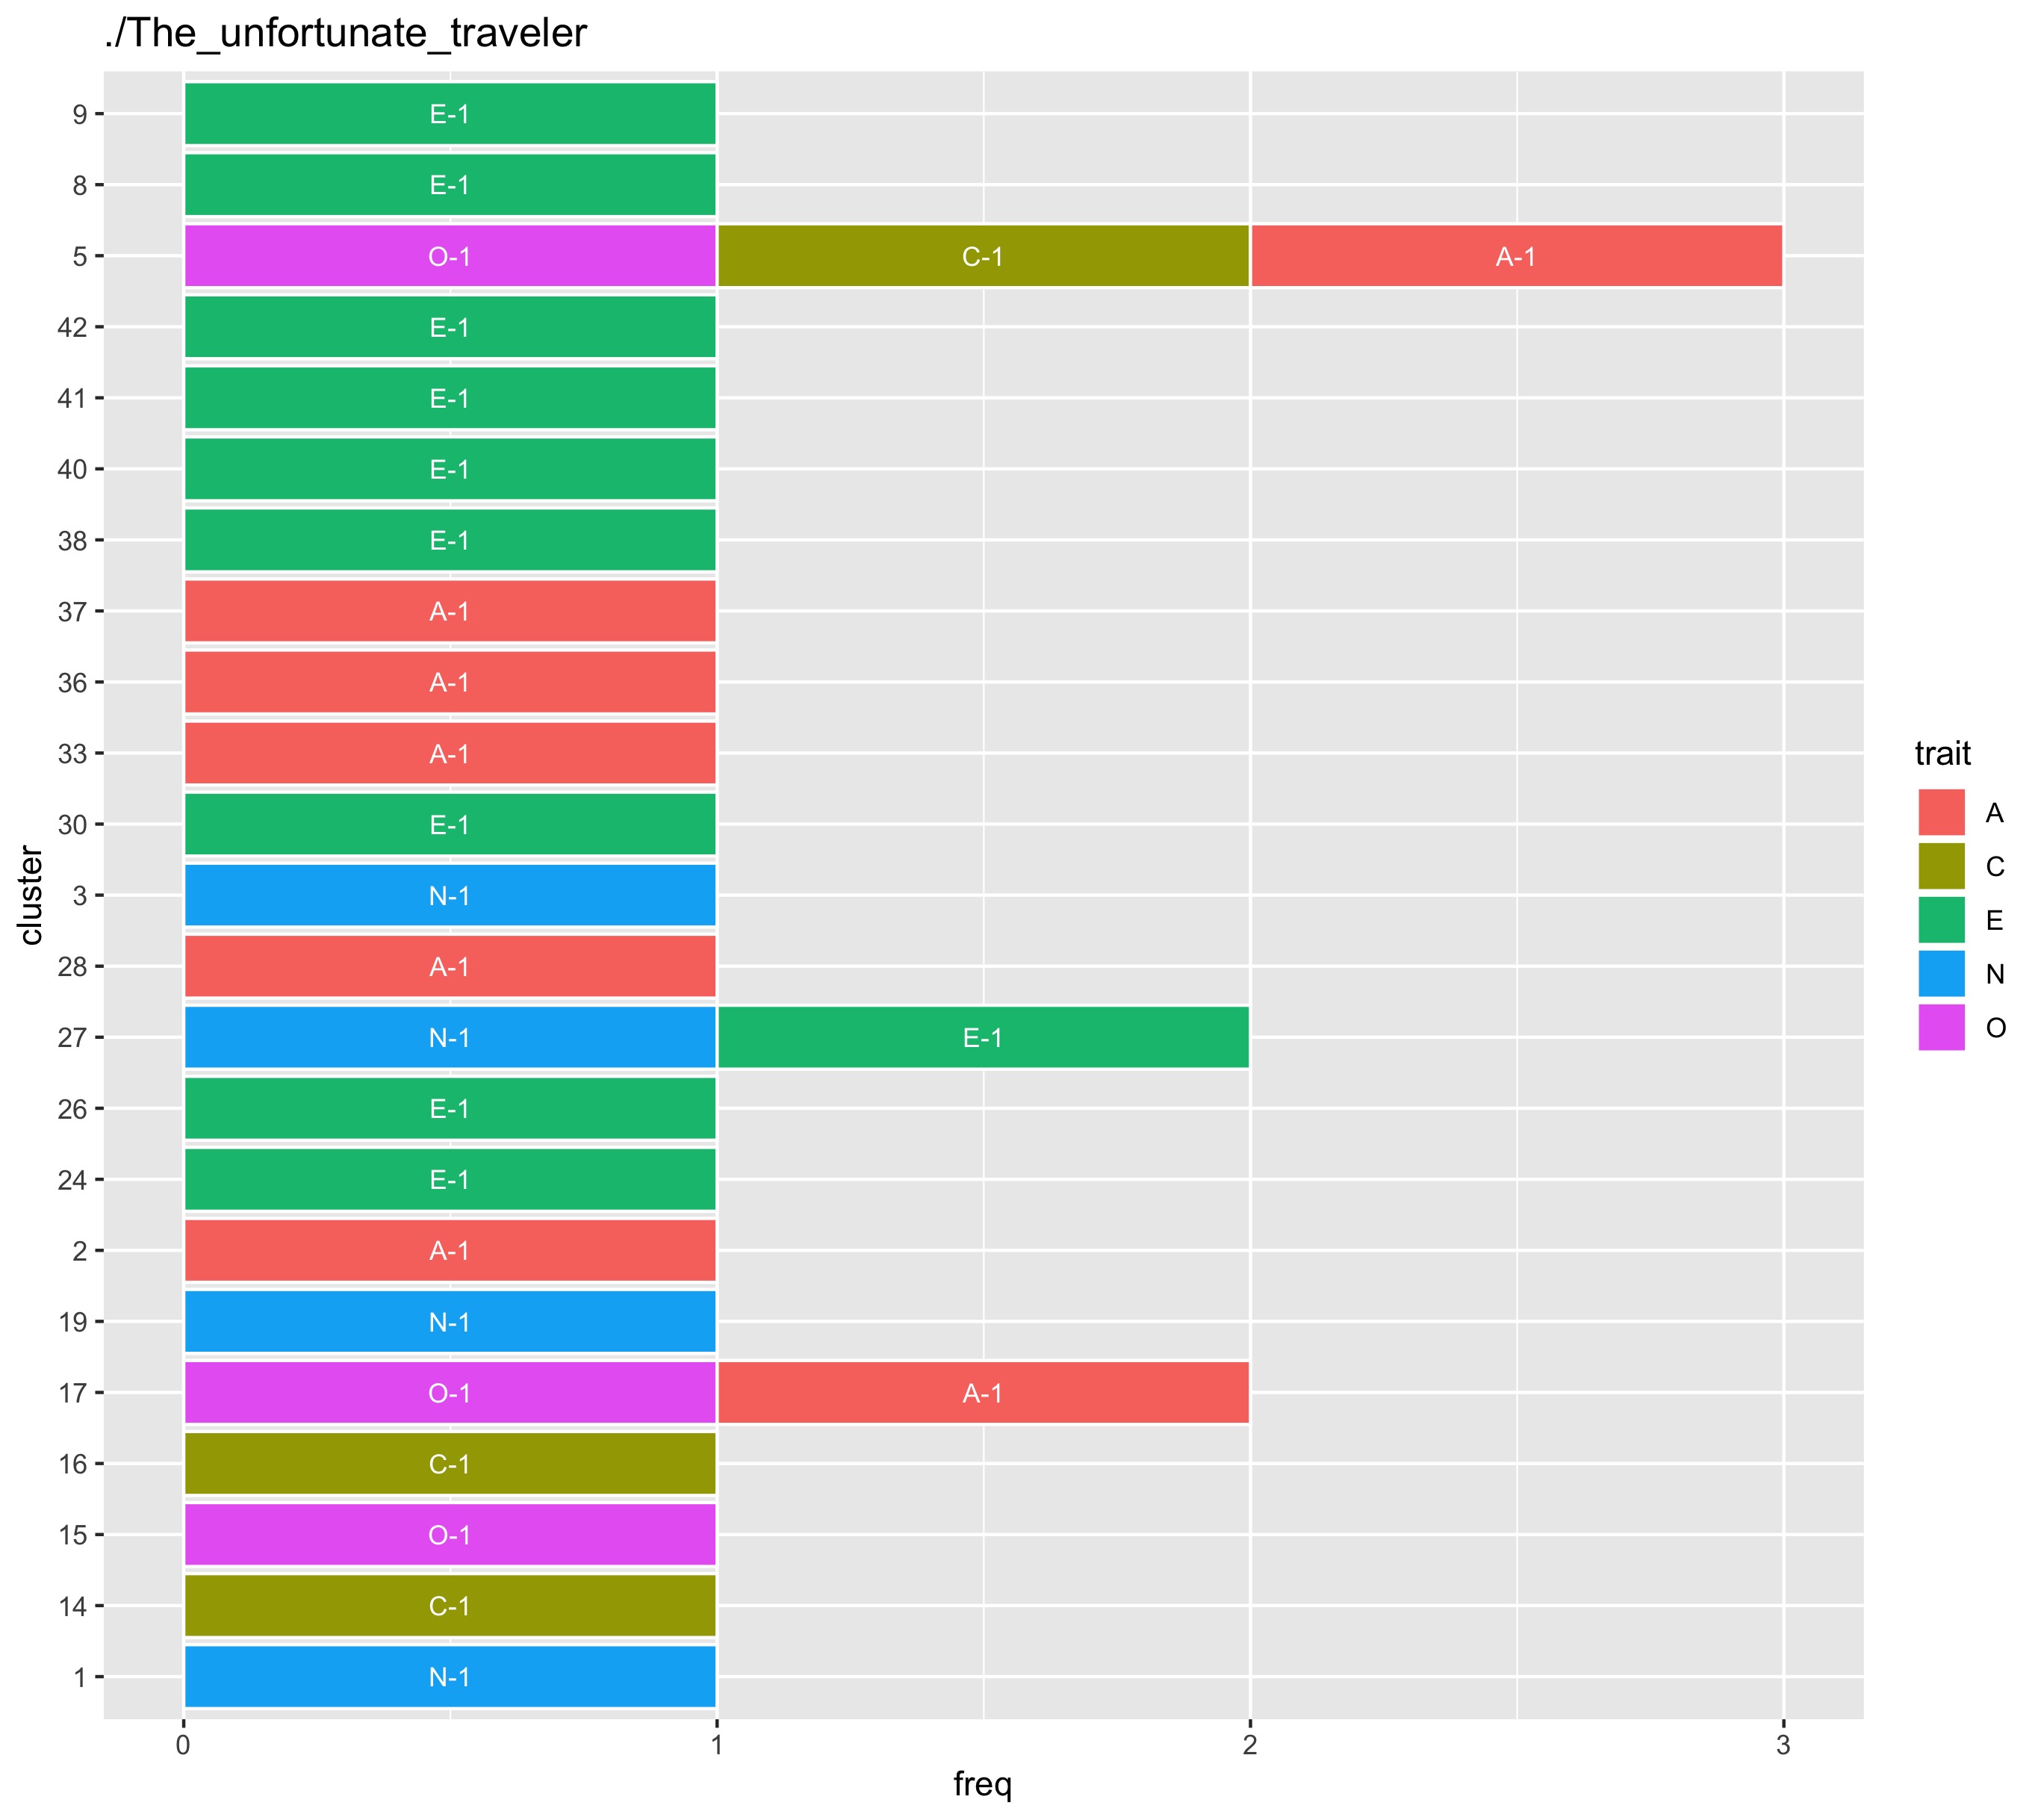 ./The_unfortunate_traveler
9 E-1
8 E-1
5 O-1 C-1 A-1
42 E-1
41 E-1
40 E-1
38 E-1
37 A-1
36 A-1
33 A-1
30 E-1
3 N-1
28 A-1
27 N-1 E-1
26 E-1
24 E-1
2 A-1
19 N-1
17 O-1 A-1
16 C-1
15 O-1
14 C-1
1 N-1
0 1 2 3
freq
cluster
trait
A
C
E
N
O